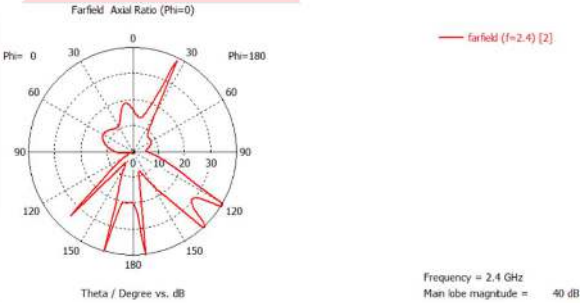 Farfield Axial Ratio (Phi=0)
farfield (f=2.4) [2]
Phi= 0
0
Phi=180
30
30
60
60
90
0
10
20
30
90
120
120
150
150
180
Theta / Degree vs. dB
Frequency = 2.4 GHz
Main lobe magnitude = 40 dB